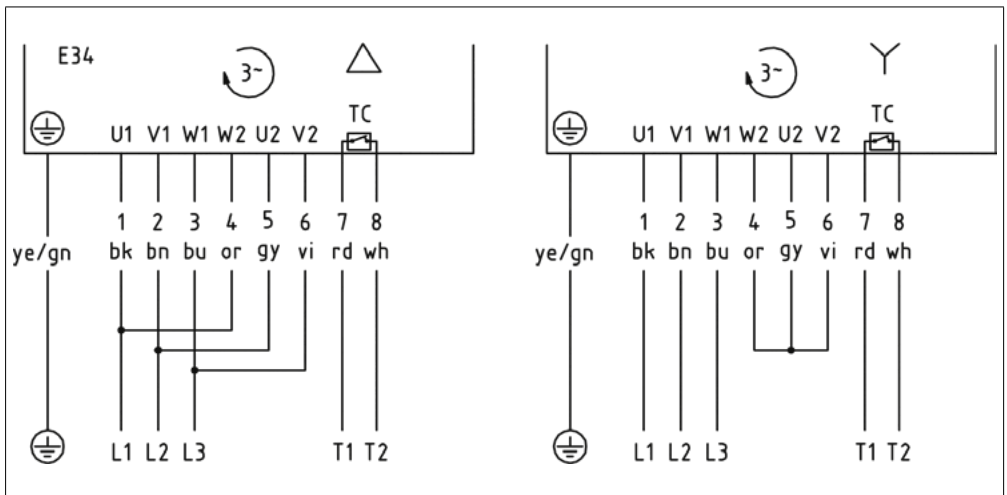 E34
3~
TC
U1 V1 W1 W2 U2 V2
1 2 3 4 5 6 7 8
ye/gn bk bn bu or gy vi rd wh
L1 L2 L3 T1 T2
3~
TC
U1 V1 W1 W2 U2 V2
1 2 3 4 5 6 7 8
ye/gn bk bn bu or gy vi rd wh
L1 L2 L3 T1 T2